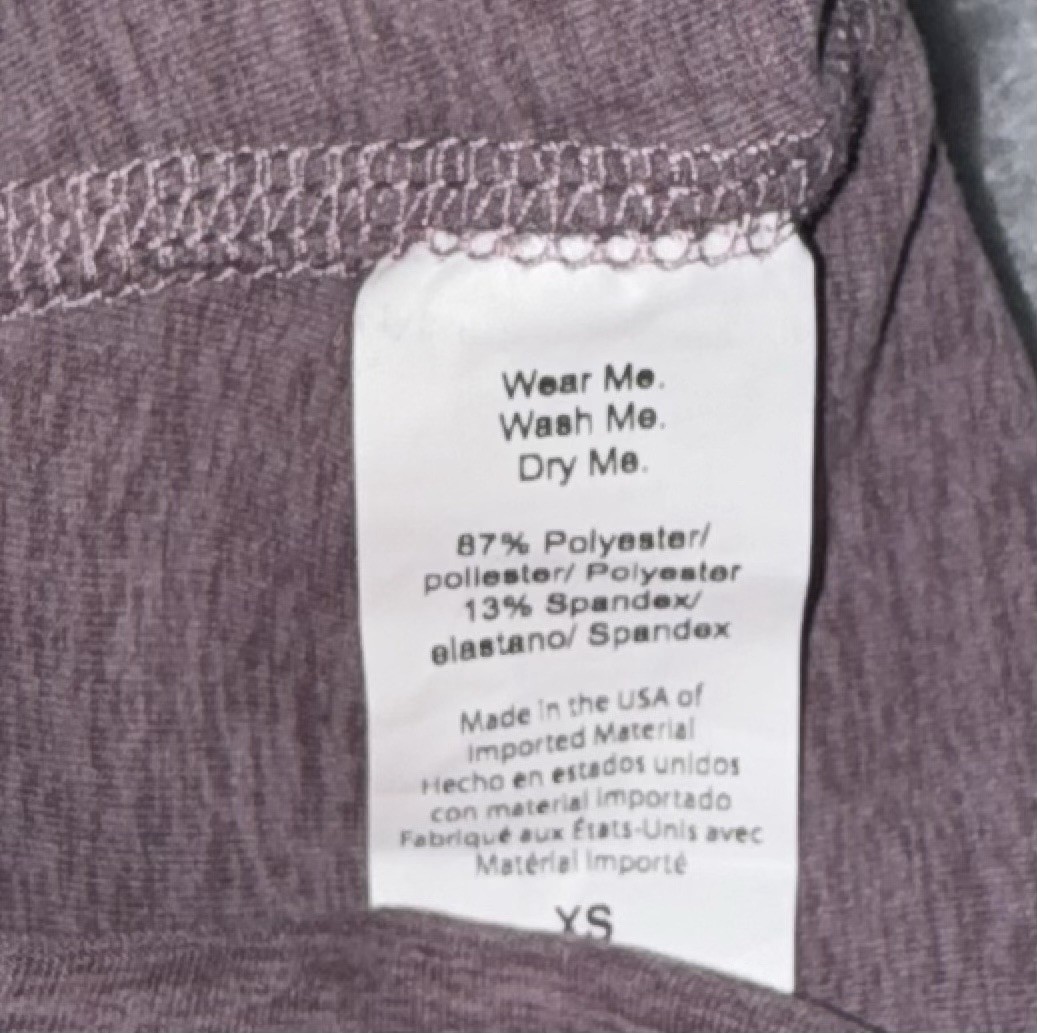 Wear Me.
Wash Me.
Dry Me.
87% Polyester/
poliester/ Polyester
13% Spandex/
elastano/ Spandex
Made in the USA of
Imported Material
Hecho en estados unidos
con material importado
Fabriqué aux États-Unis avec
Matérial Importé
XS